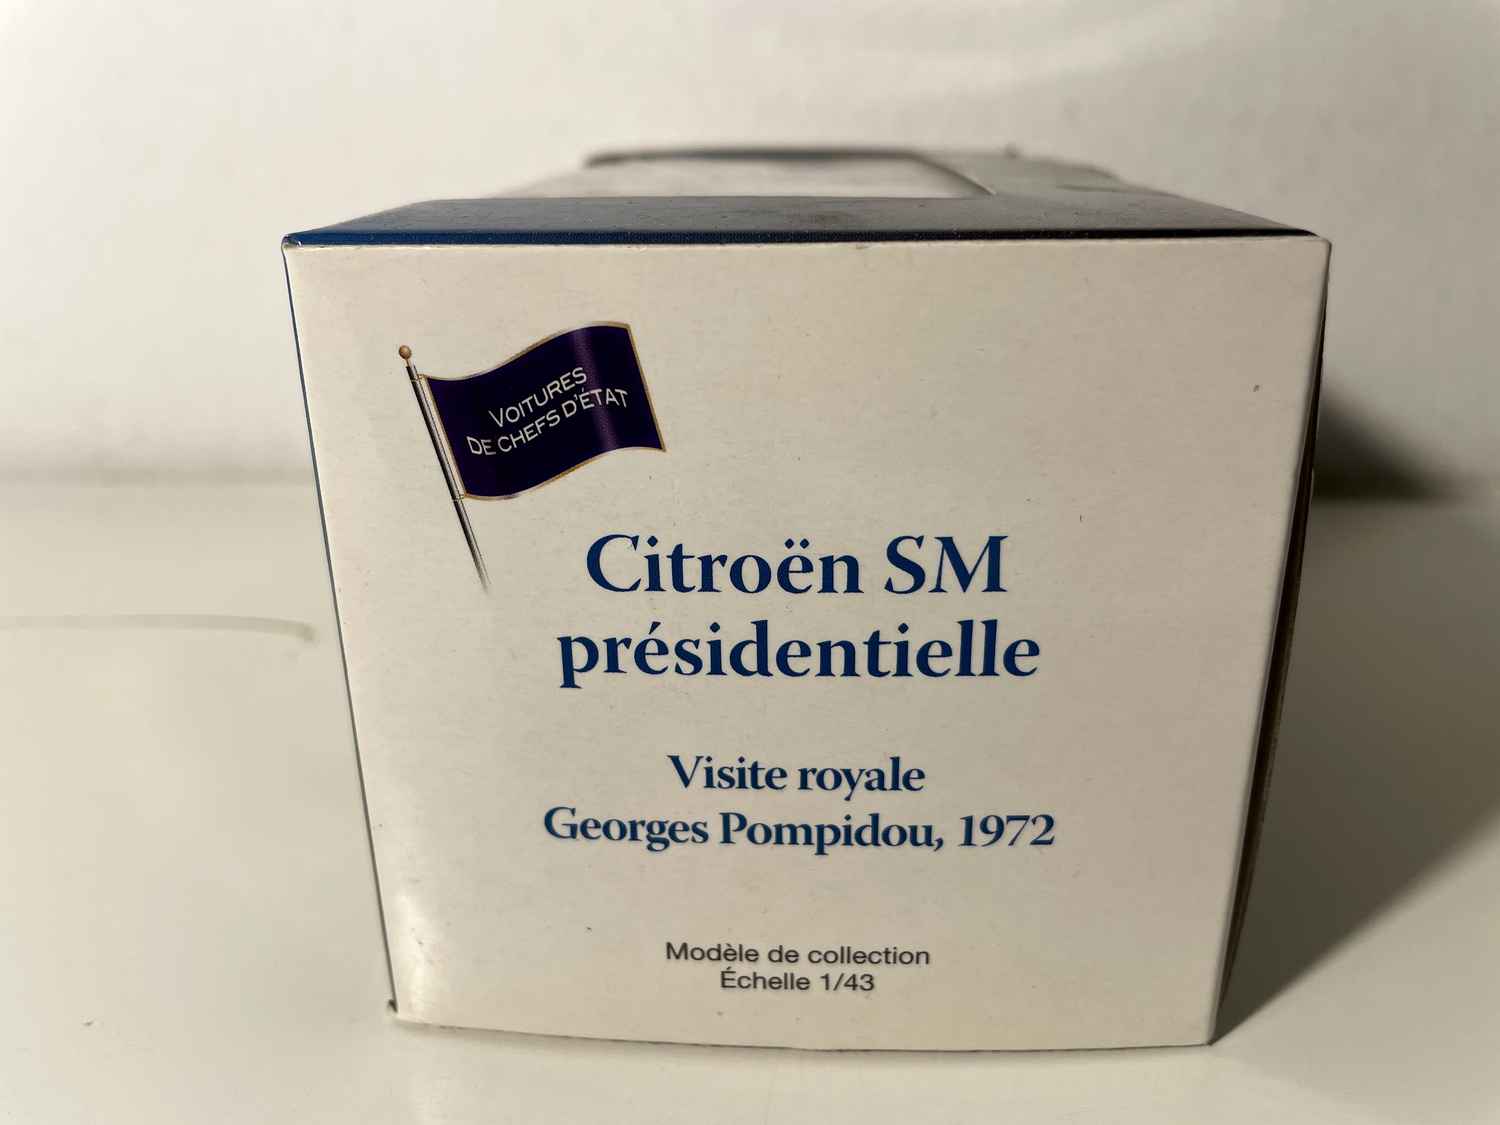 VOITURES
DE CHEFS D'ÉTAT
Citroën SM
présidentielle
Visite royale
Georges Pompidou, 1972
Modèle de collection
Échelle 1/43